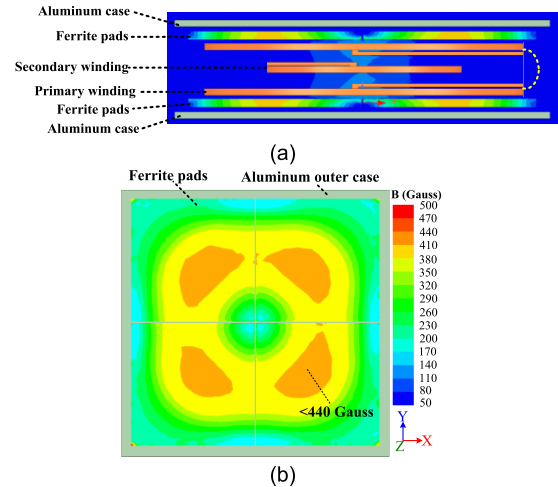 Aluminum case
Ferrite pads
Secondary winding
Primary winding
Ferrite pads
Aluminum case
(a)
Ferrite pads
Aluminum outer case
B (Gauss)
500
470
440
410
380
350
320
290
260
230
200
170
140
110
80
50
<440 Gauss
Y
Z
X
(b)